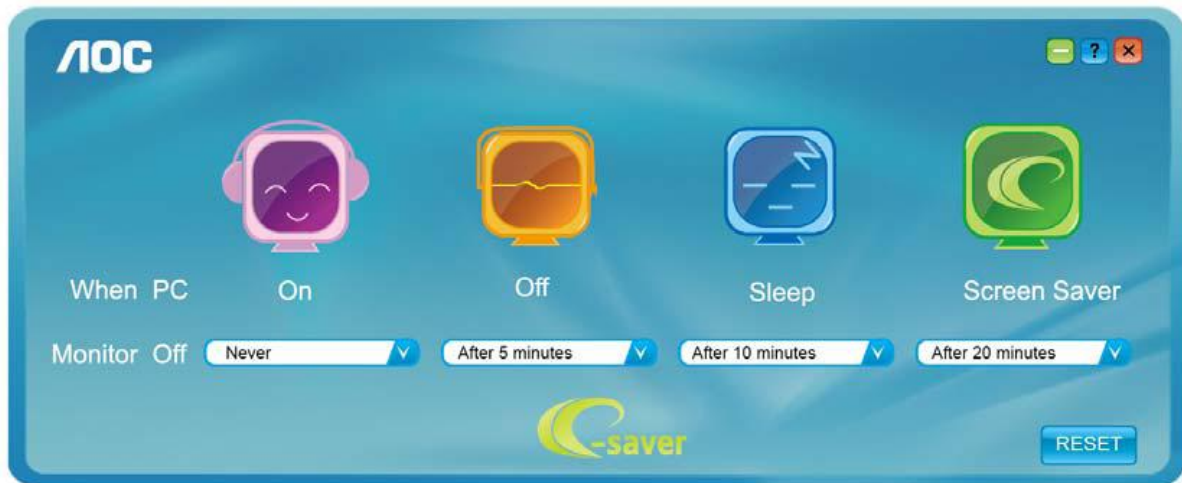 AOC
?
When PC On Off Sleep Screen Saver
Monitor Off Never After 5 minutes After 10 minutes After 20 minutes
e-saver
RESET